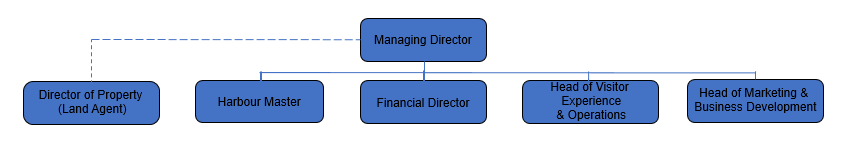 Managing Director
Director of Property
(Land Agent)
Harbour Master
Financial Director
Head of Visitor
Experience
& Operations
Head of Marketing &
Business Development